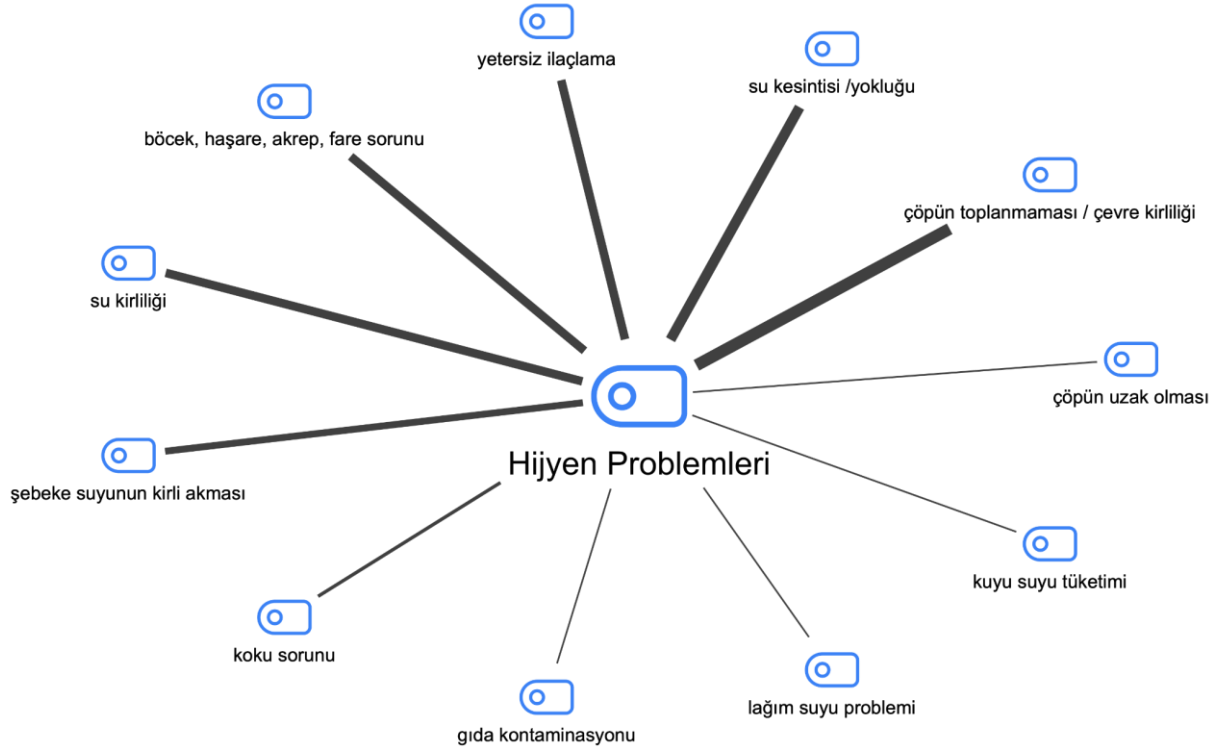 yetersiz ilaçlama
su kesintisi /yokluğu
böcek, haşare, akrep, fare sorunu
çöpün toplanmaması / çevre kirliliği
su kirliliği
çöpün uzak olması
Hijyen Problemleri
şebeke suyunun kirli akması
kuyu suyu tüketimi
koku sorunu
lağım suyu problemi
gıda kontaminasyonu